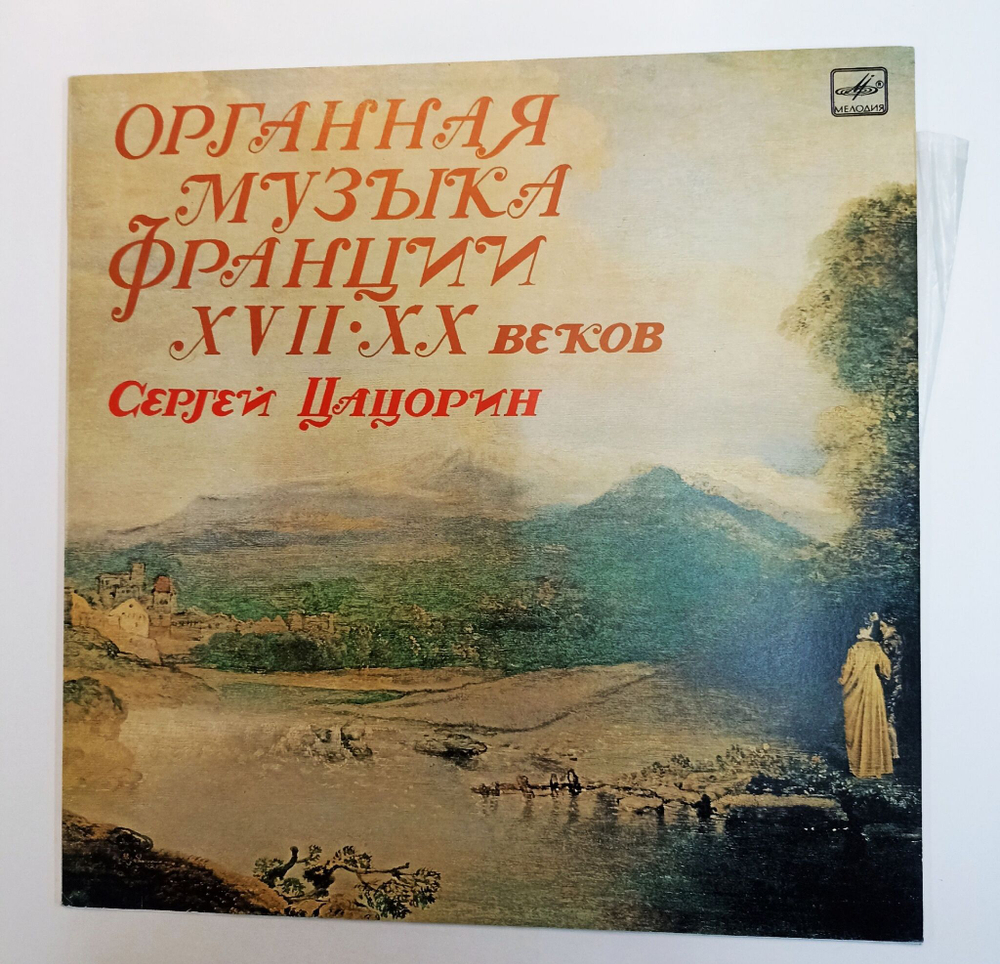 МЕЛОДИЯ
ОРГАННАЯ
МУЗЫКА
ФРАНЦИИ
XVII·XX ВЕКОВ
СЕРГЕЙ ЦАЦОРИН